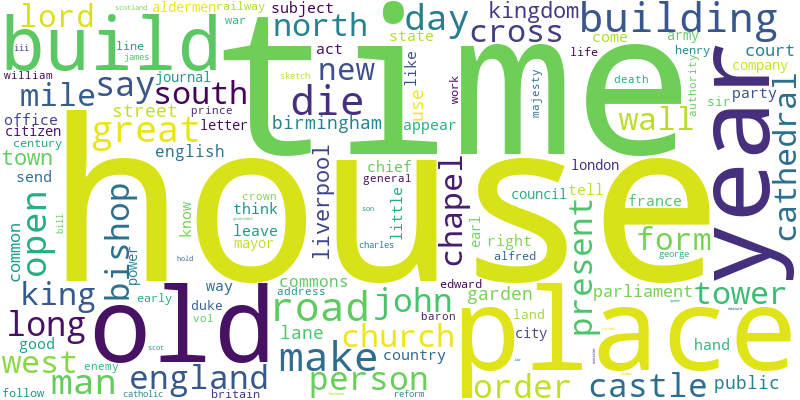 scotland railway subject kingdom building
lord aldermen war north day cross come army
iii build line act state life henry court
james time year
william journal new like company
mile say south die use work majesty death authority party
office prince sketch sir
citizen street great letter birmingham appear wall cathedral
century
town english chief london
send house general tell
crown chapel
open bishop know think liverpool little council france
bill son earl
common leave right form
mayor present george
power hold charles alfred
king commons edward garden parliament tower
way address
early duke road john land
long old vol baron place
good lane church city hand
west scot make country
enemy
man england person order castle public
follow catholic britain reform